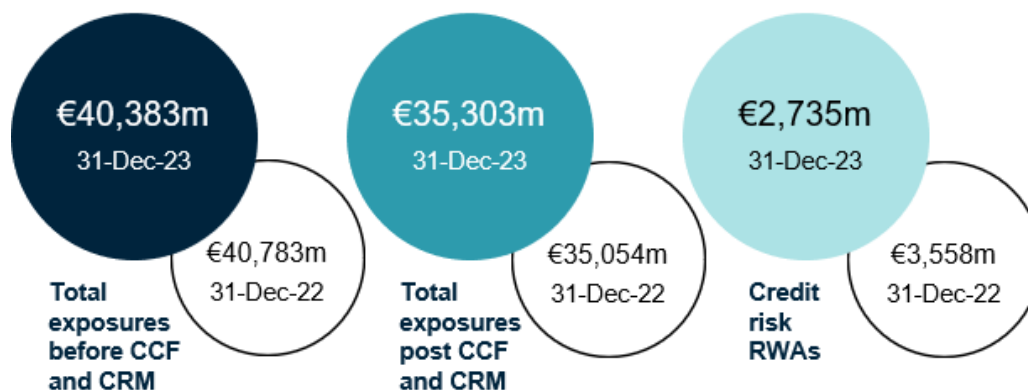 €40,383m
31-Dec-23
€40,783m
31-Dec-22
Total
exposures
before CCF
and CRM
€35,303m
31-Dec-23
€35,054m
31-Dec-22
Total
exposures
post CCF
and CRM
€2,735m
31-Dec-23
€3,558m
31-Dec-22
Credit
risk
RWAs